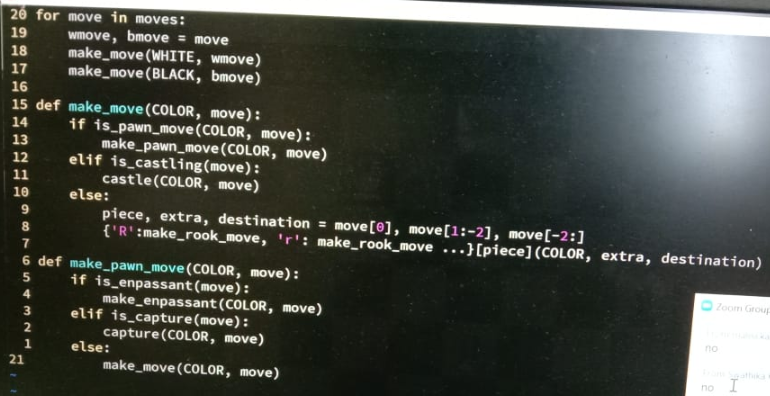 20 for move in moves:
19     wmove, bmove = move
18     make_move(WHITE, wmove)
17     make_move(BLACK, bmove)
16
15 def make_move(COLOR, move):
14     if is_pawn_move(COLOR, move):
13         make_pawn_move(COLOR, move)
12     elif is_castling(move):
11         castle(COLOR, move)
10     else:
9         piece, extra, destination = move[0], move[1:-2], move[-2:]
8         {'R':make_rook_move, 'r': make_rook_move ...}[piece](COLOR, extra, destination)
7
6 def make_pawn_move(COLOR, move):
5     if is_enpassant(move):
4         make_enpassant(COLOR, move)
3     elif is_capture(move):
2         capture(COLOR, move)
1     else:
21         make_move(COLOR, move)
~
~
Zoom Group
no
no